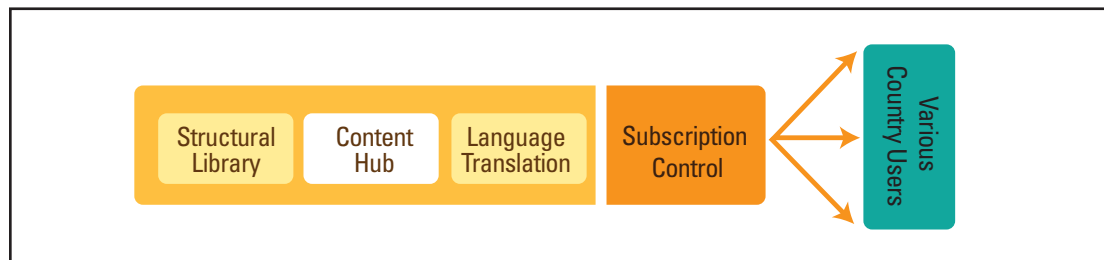 Structural
Library
Content
Hub
Language
Translation
Subscription
Control
Various
Country Users